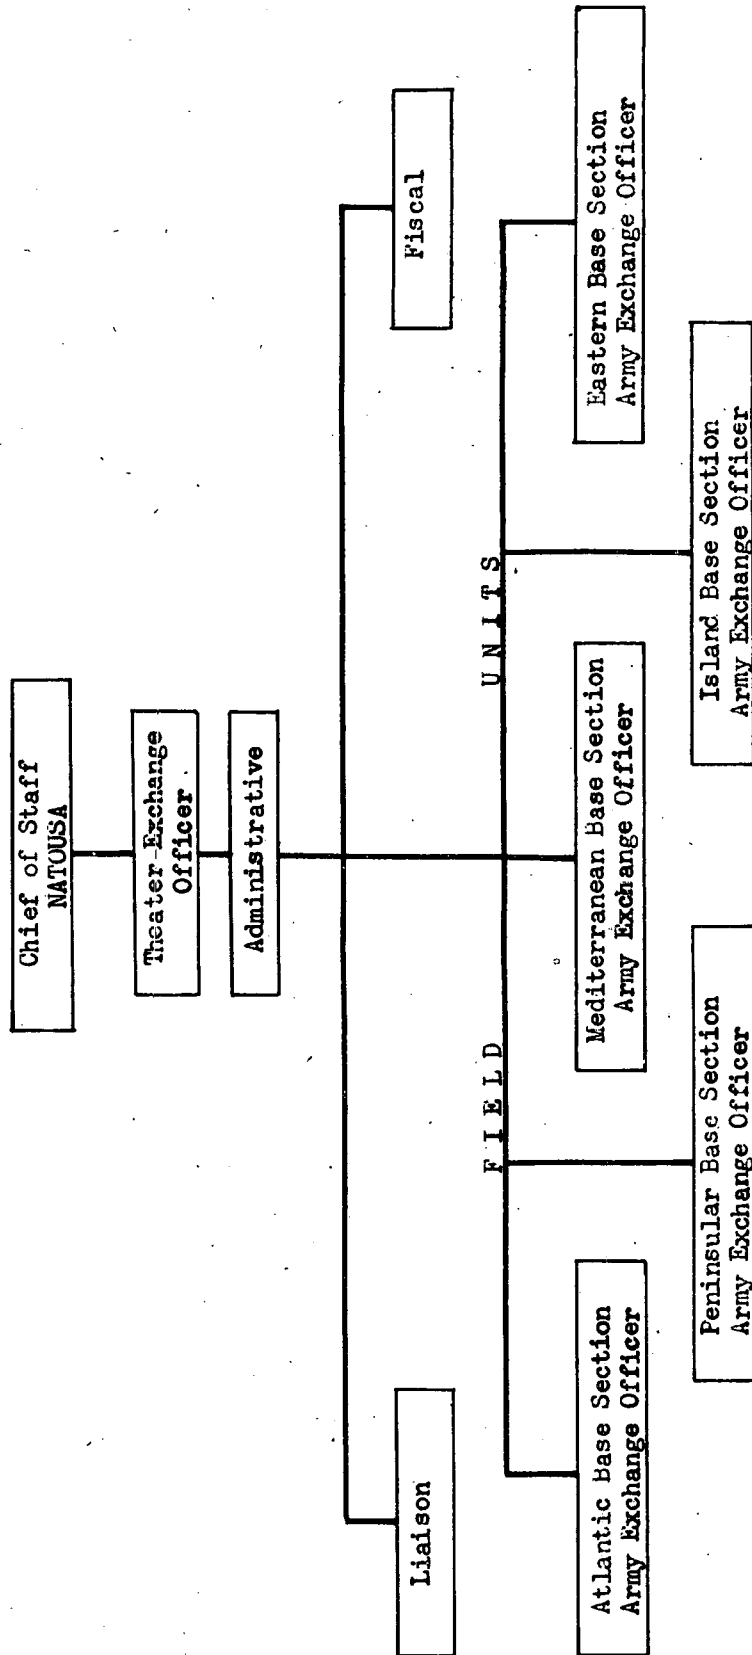 Chief of Staff
NATOUSA
Theater Exchange
Officer
Administrative
Liaison
Fiscal
FIELD UNITS
Atlantic Base Section
Army Exchange Officer
Mediterranean Base Section
Army Exchange Officer
Eastern Base Section
Army Exchange Officer
Peninsular Base Section
Army Exchange Officer
Island Base Section
Army Exchange Officer